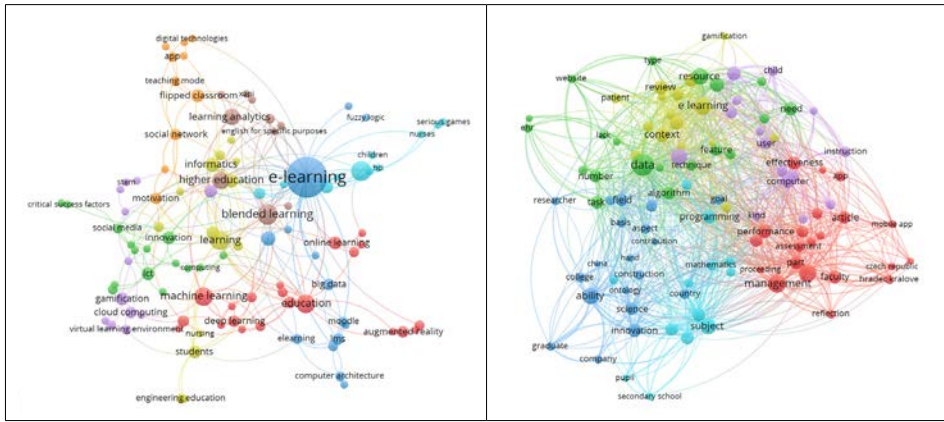 digital technologies
app
teaching mode
flipped classroom
xapi
learning analytics
fuzzy logic
serious games
english for specific purposes
nurses
social network
children
informatics
hp
e-learning
higher education
stem
motivation
critical success factors
blended learning
social media
innovation
learning
online learning
ict
computing
big data
gamification
machine learning
education
cloud computing
moodle
virtual learning environment
deep learning
augmented reality
nursing
elearning
lms
students
computer architecture
engineering education
gamification
type
child
website
resource
review
patient
e learning
need
ehr
lack
context
user
feature
instruction
data
technique
effectiveness
number
computer
app
algorithm
researcher
field
task
goal
programming
kind
article
basis
aspect
performance
mobile app
contribution
assessment
hand
part
china
mathematics
proceeding
czech republic
college
construction
faculty
ontology
management
hradec kralove
ability
country
science
reflection
innovation
subject
graduate
company
pupil
secondary school